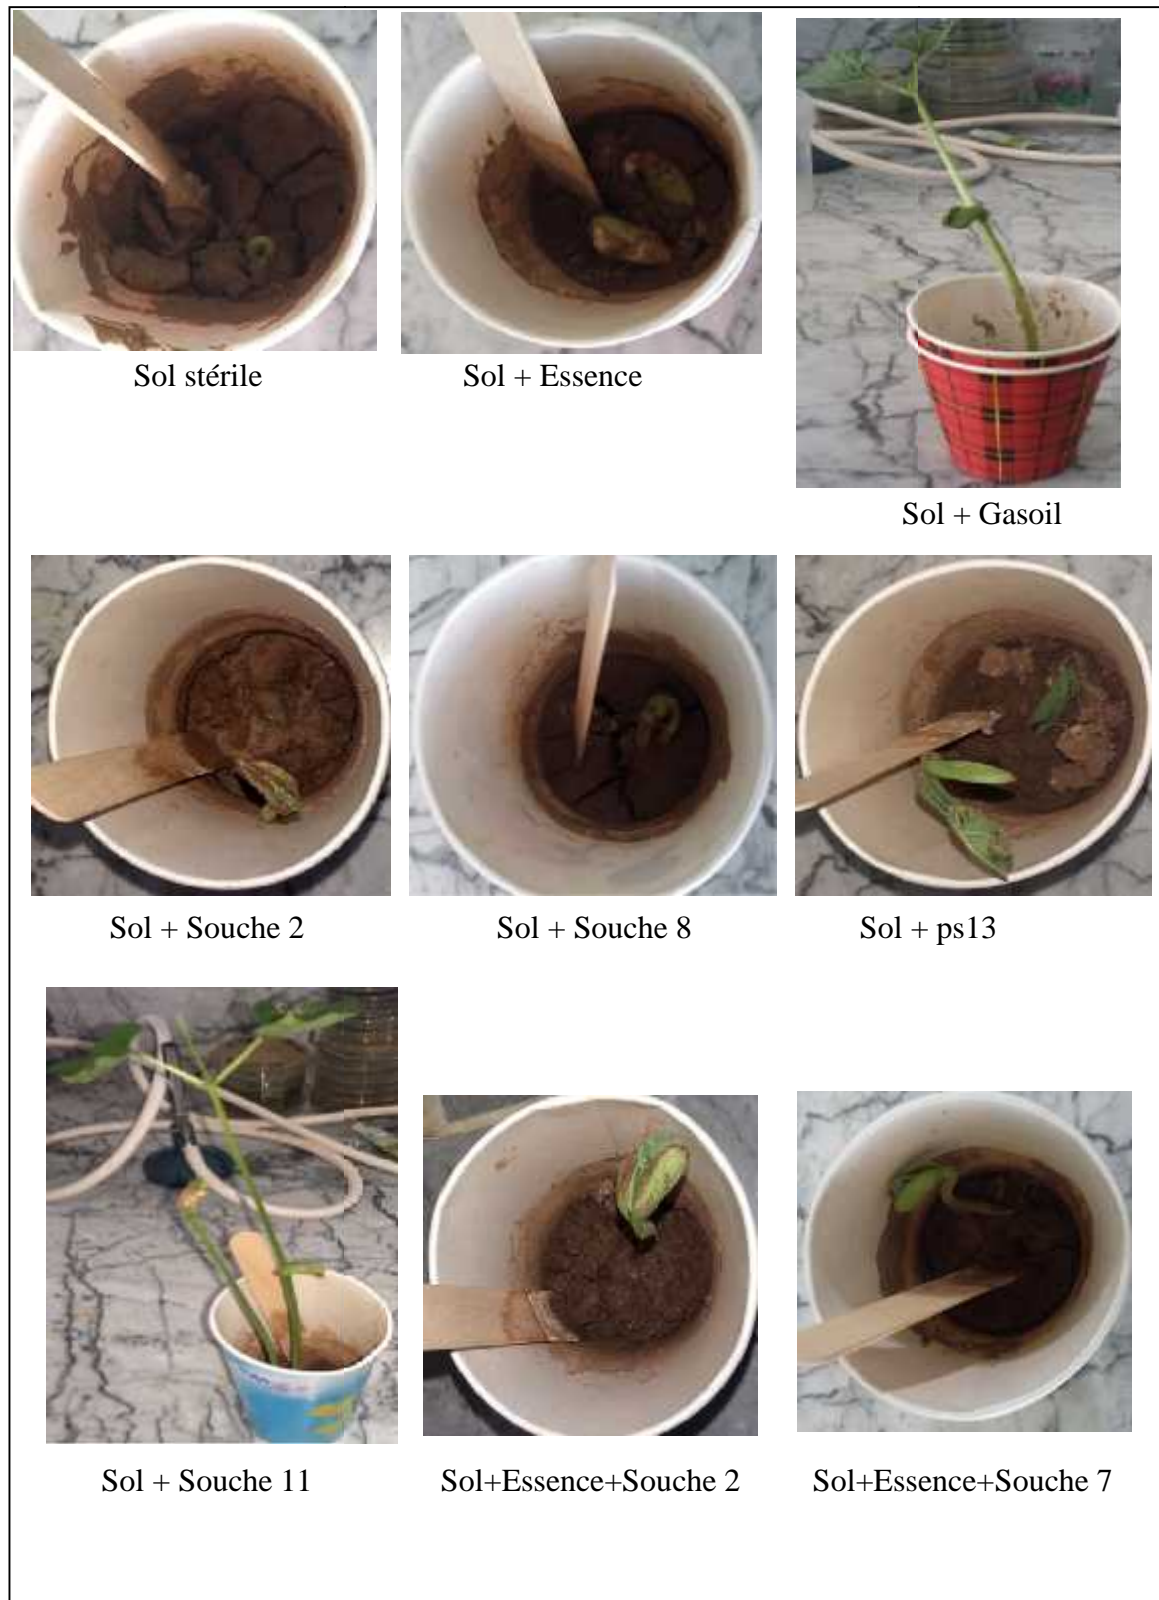 Sol stérile
Sol + Essence
Sol + Gasoil
Sol + Souche 2
Sol + Souche 8
Sol + ps13
Sol + Souche 11
Sol+Essence+Souche 2
Sol+Essence+Souche 7